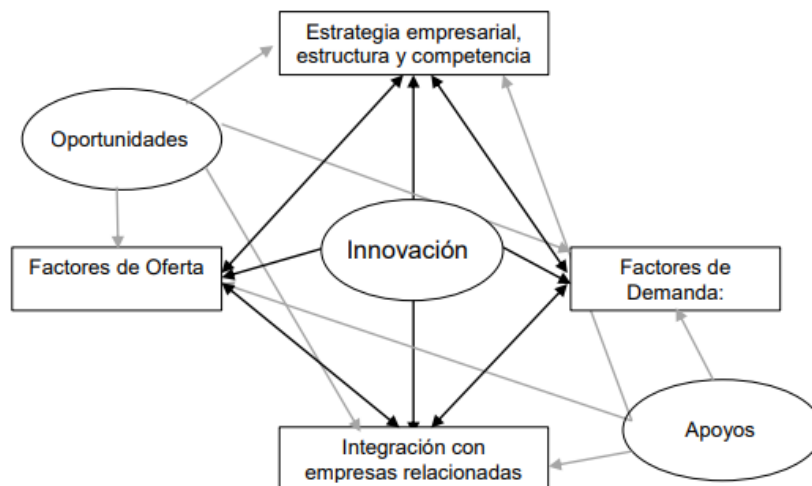 Estrategia empresarial,
estructura y competencia
Oportunidades
Innovación
Factores de Oferta
Factores de
Demanda:
Apoyos
Integración con
empresas relacionadas